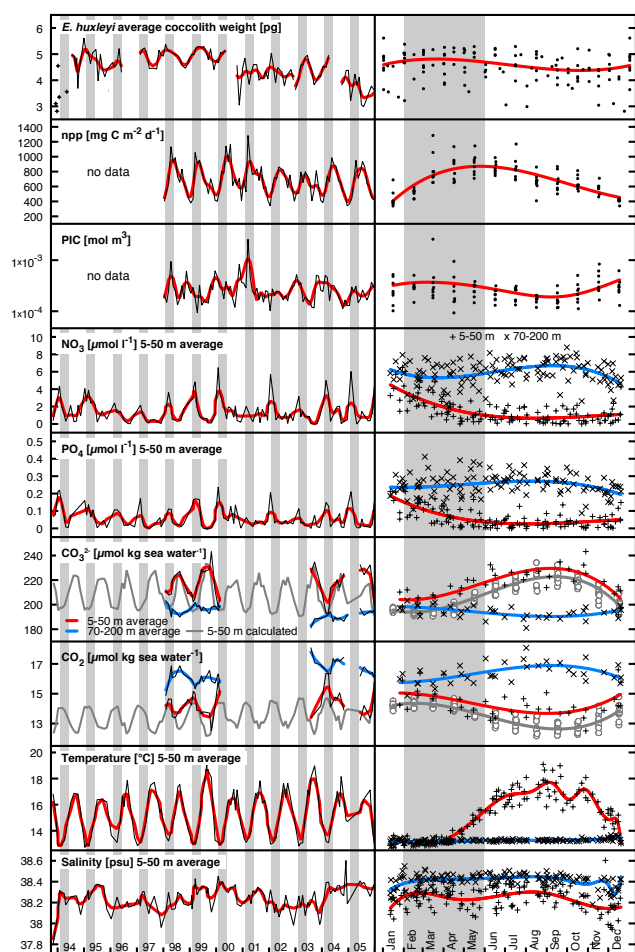 E. huxleyi average coccolith weight [pg]
6
5
4
3
npp [mg C m⁻² d⁻¹]
1400
1200
1000
800
600
400
200
no data
PIC [mol m³]
1×10⁻³
1×10⁻⁴
no data
NO₃ [µmol l⁻¹] 5-50 m average
+ 5-50 m x 70-200 m
10
8
6
4
2
0
PO₄ [µmol l⁻¹] 5-50 m average
0.5
0.4
0.3
0.2
0.1
0
CO₃²⁻ [µmol kg sea water⁻¹]
240
220
200
180
5-50 m average
70-200 m average
5-50 m calculated
CO₂ [µmol kg sea water⁻¹]
17
15
13
Temperature [°C] 5-50 m average
20
18
16
14
Salinity [psu] 5-50 m average
38.6
38.4
38.2
38
37.8
94 95 96 97 98 99 00 01 02 03 04 05
Jan Feb Mar Apr May Jun Jul Aug Sep Oct Nov Dec